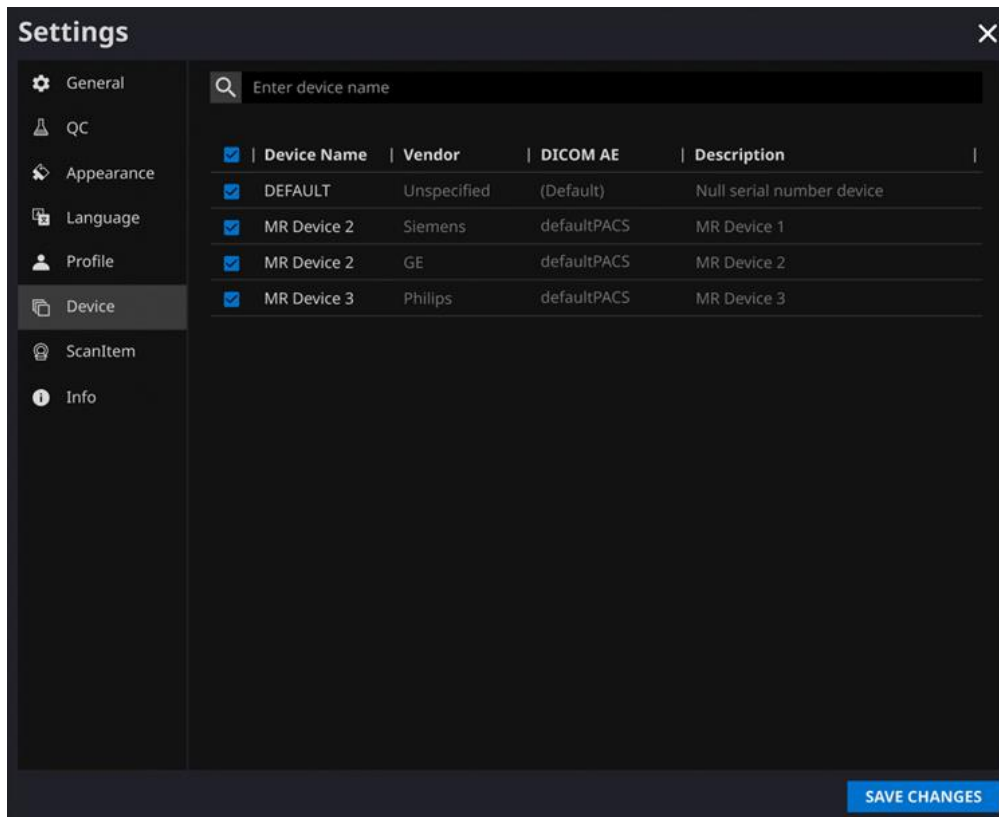 Settings
General
QC
Appearance
Language
Profile
Device
ScanItem
Info
Enter device name
| Device Name | Vendor | DICOM AE | Description |
DEFAULT Unspecified (Default) Null serial number device
MR Device 2 Siemens defaultPACS MR Device 1
MR Device 2 GE defaultPACS MR Device 2
MR Device 3 Philips defaultPACS MR Device 3
SAVE CHANGES